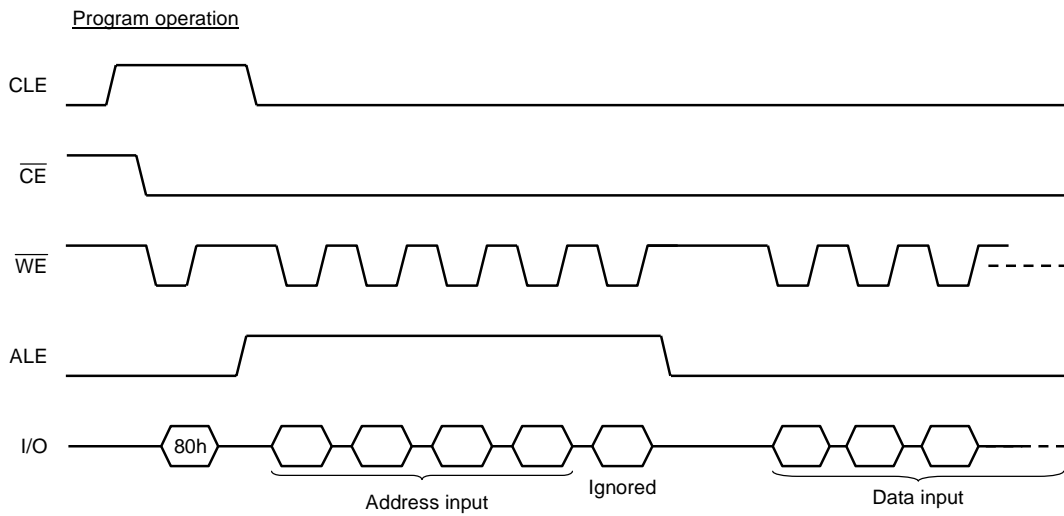 Program operation
CLE
CE
WE
ALE
I/O
80h
Address input
Ignored
Data input